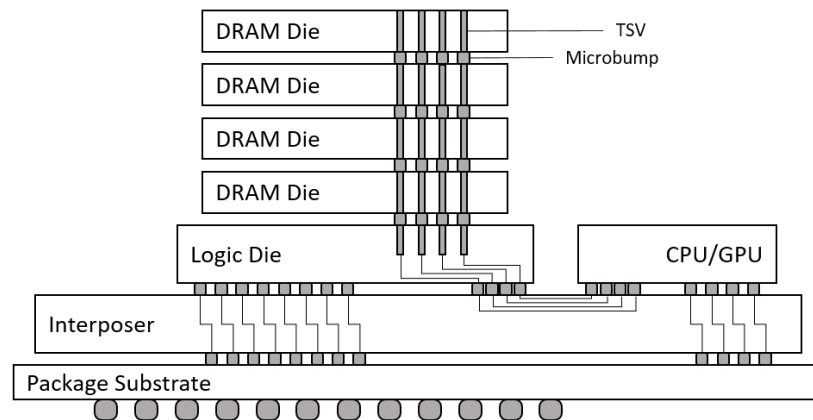 DRAM Die
TSV
Microbump
DRAM Die
DRAM Die
DRAM Die
Logic Die
CPU/GPU
Interposer
Package Substrate